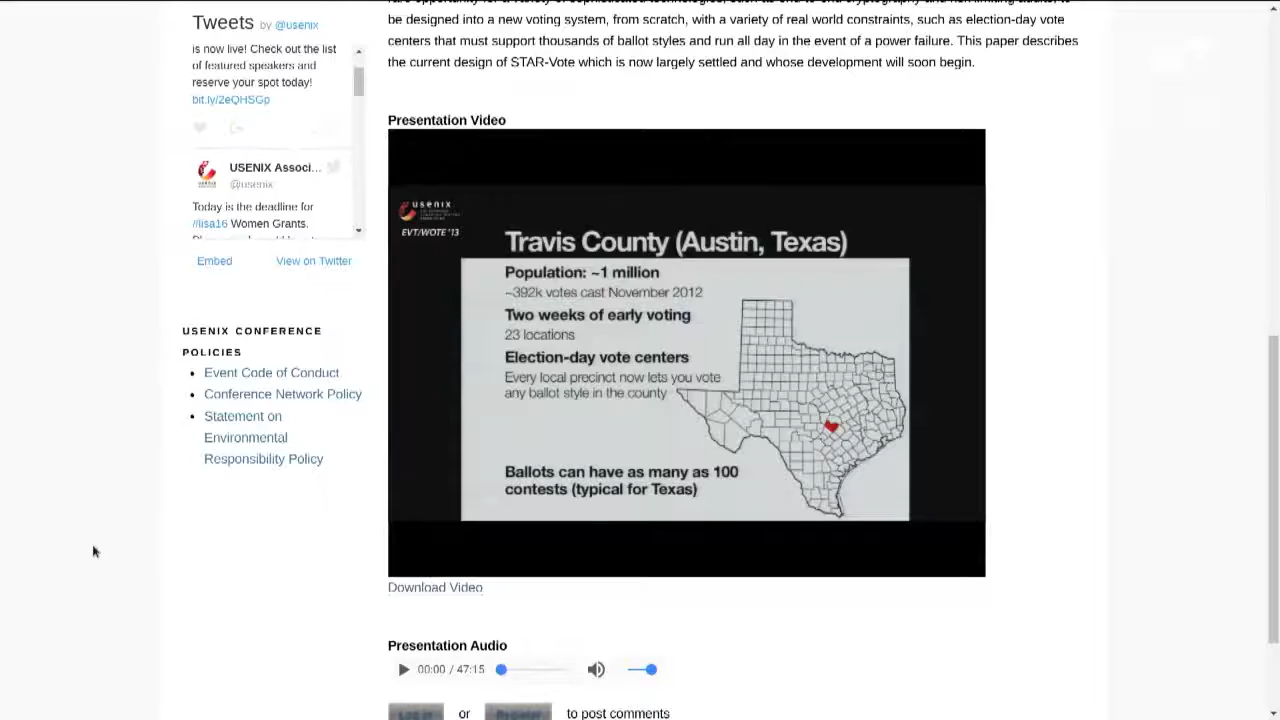 Tweets by @usenix
is now live! Check out the list
of featured speakers and
reserve your spot today!
bit.ly/2eQHSGp
USENIX Associ...
@usenix
Today is the deadline for
//lisa16 Women Grants.
Embed
View on Twitter
USENIX CONFERENCE
POLICIES
Event Code of Conduct
Conference Network Policy
Statement on
Environmental
Responsibility Policy
be designed into a new voting system, from scratch, with a variety of real world constraints, such as election-day vote
centers that must support thousands of ballot styles and run all day in the event of a power failure. This paper describes
the current design of STAR-Vote which is now largely settled and whose development will soon begin.
Presentation Video
usenix
EVT/WOTE '13
Travis County (Austin, Texas)
Population: ~1 million
~392k votes cast November 2012
Two weeks of early voting
23 locations
Election-day vote centers
Every local precinct now lets you vote
any ballot style in the county
Ballots can have as many as 100
contests (typical for Texas)
Download Video
Presentation Audio
00:00 / 47:15
or
to post comments